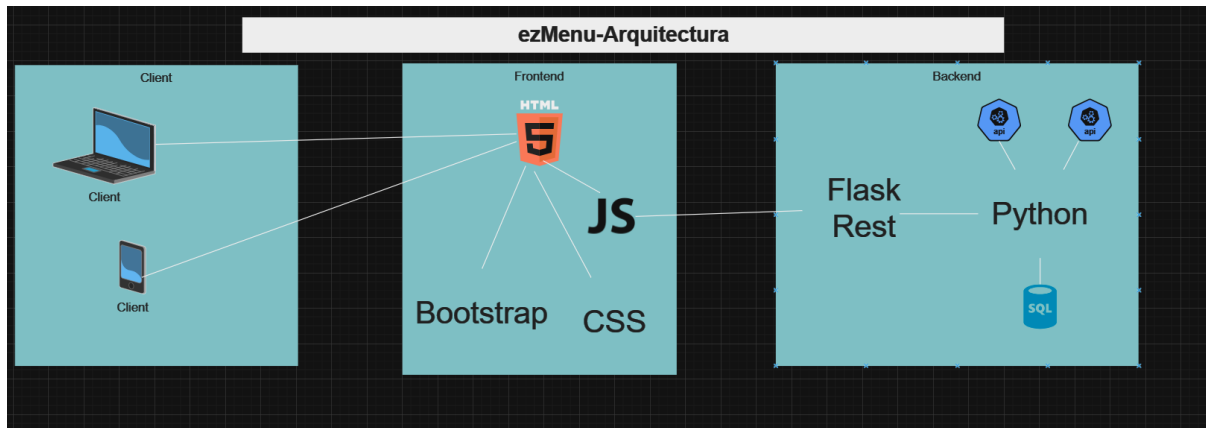 ezMenu-Arquitectura
Client
Client
Client
Frontend
HTML
5
JS
Bootstrap
CSS
Backend
api
api
Flask
Rest
Python
SQL